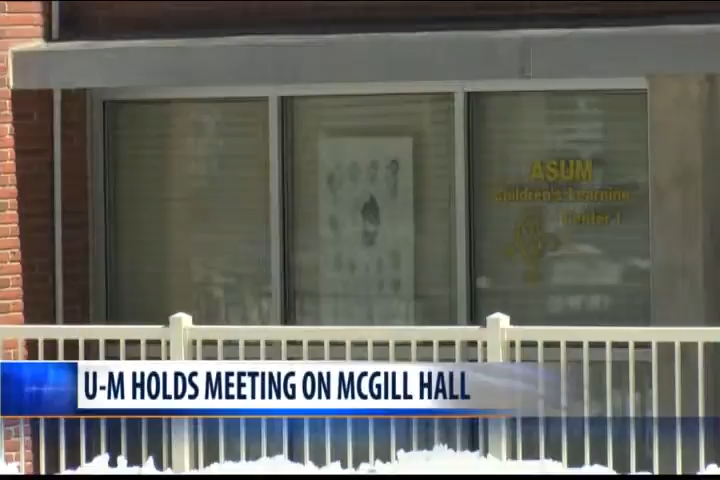 ASUM
Children's Learning
Center 1
U-M HOLDS MEETING ON MCGILL HALL